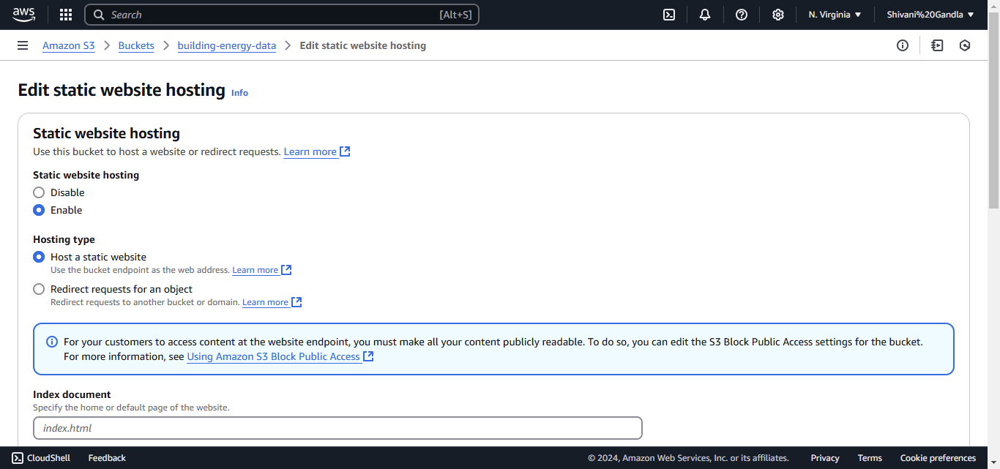 aws Search [Alt+S] N. Virginia Shivani%20Gandla
Amazon S3 Buckets building-energy-data Edit static website hosting
Edit static website hosting Info
Static website hosting
Use this bucket to host a website or redirect requests. Learn more
Static website hosting
Disable
Enable
Hosting type
Host a static website
Use the bucket endpoint as the web address. Learn more
Redirect requests for an object
Redirect requests to another bucket or domain. Learn more
For your customers to access content at the website endpoint, you must make all your content publicly readable. To do so, you can edit the S3 Block Public Access settings for the bucket.
For more information, see Using Amazon S3 Block Public Access
Index document
Specify the home or default page of the website.
index.html
CloudShell Feedback © 2024, Amazon Web Services, Inc. or its affiliates. Privacy Terms Cookie preferences